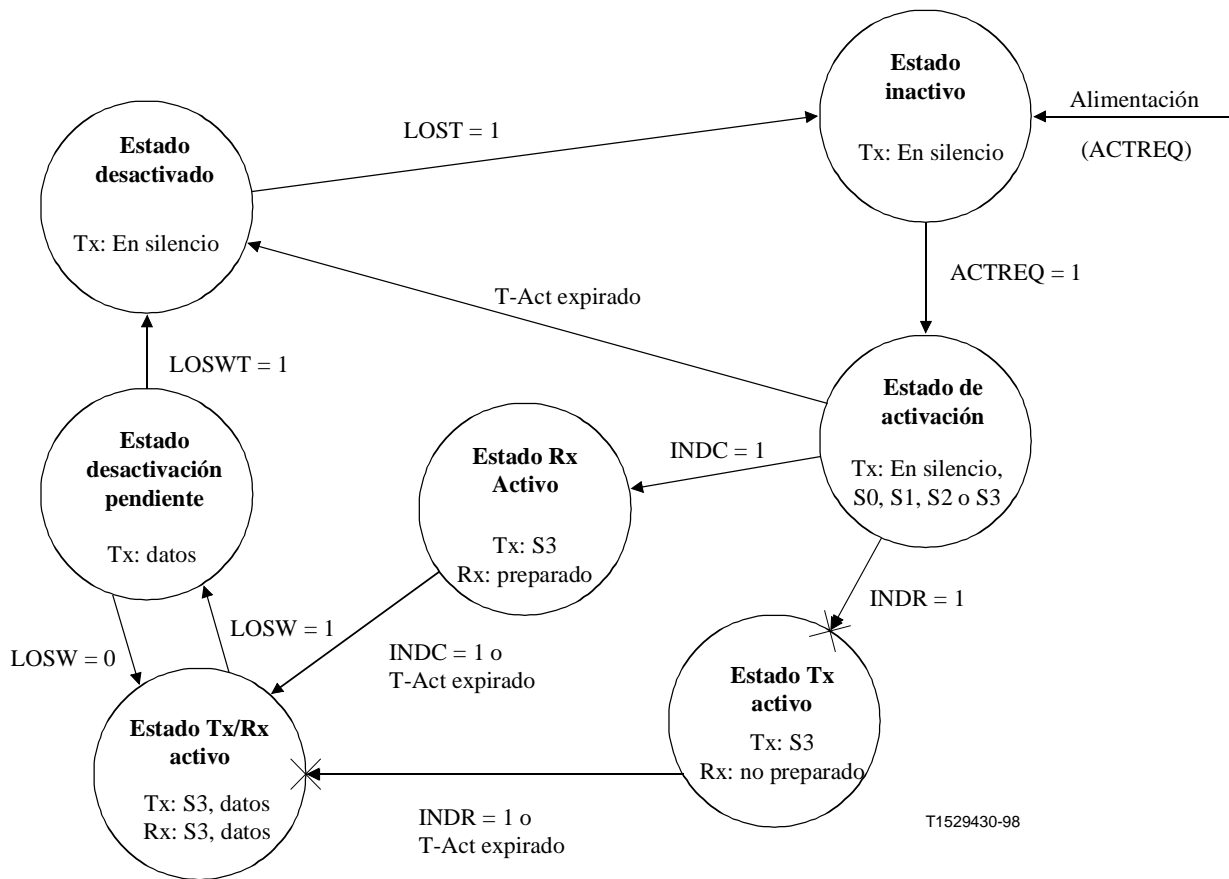 Estado
inactivo
Tx: En silencio
Alimentación
(ACTREQ)
LOST = 1
Estado
desactivado
Tx: En silencio
ACTREQ = 1
T-Act expirado
LOSWT = 1
Estado de
activación
Tx: En silencio,
S0, S1, S2 o S3
Estado
desactivación
pendiente
Tx: datos
INDC = 1
Estado Rx
Activo
Tx: S3
Rx: preparado
INDR = 1
LOSW = 1
LOSW = 0
INDC = 1 o
T-Act expirado
Estado Tx
activo
Tx: S3
Rx: no preparado
Estado Tx/Rx
activo
Tx: S3, datos
Rx: S3, datos
INDR = 1 o
T-Act expirado
T1529430-98